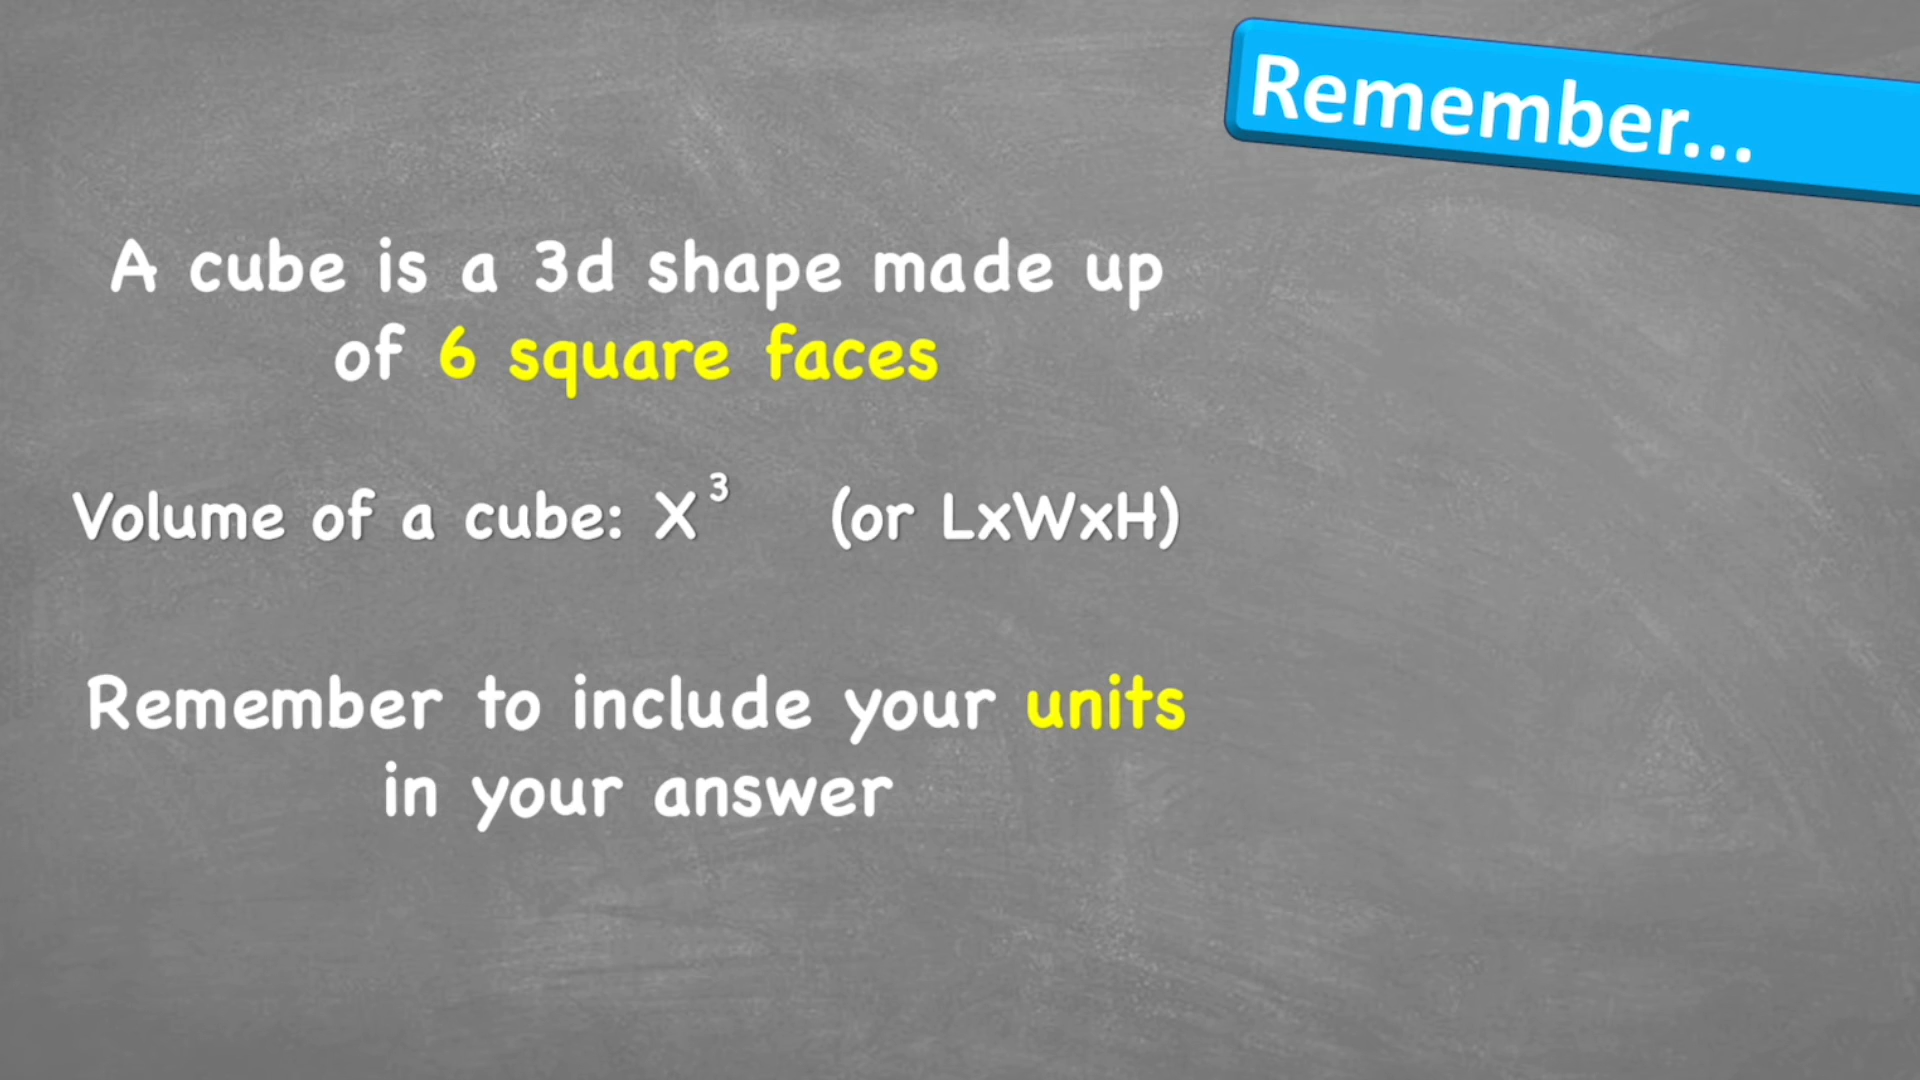 Remember...
A cube is a 3d shape made up
of 6 square faces
Volume of a cube: X³ (or LxWxH)
Remember to include your units
in your answer